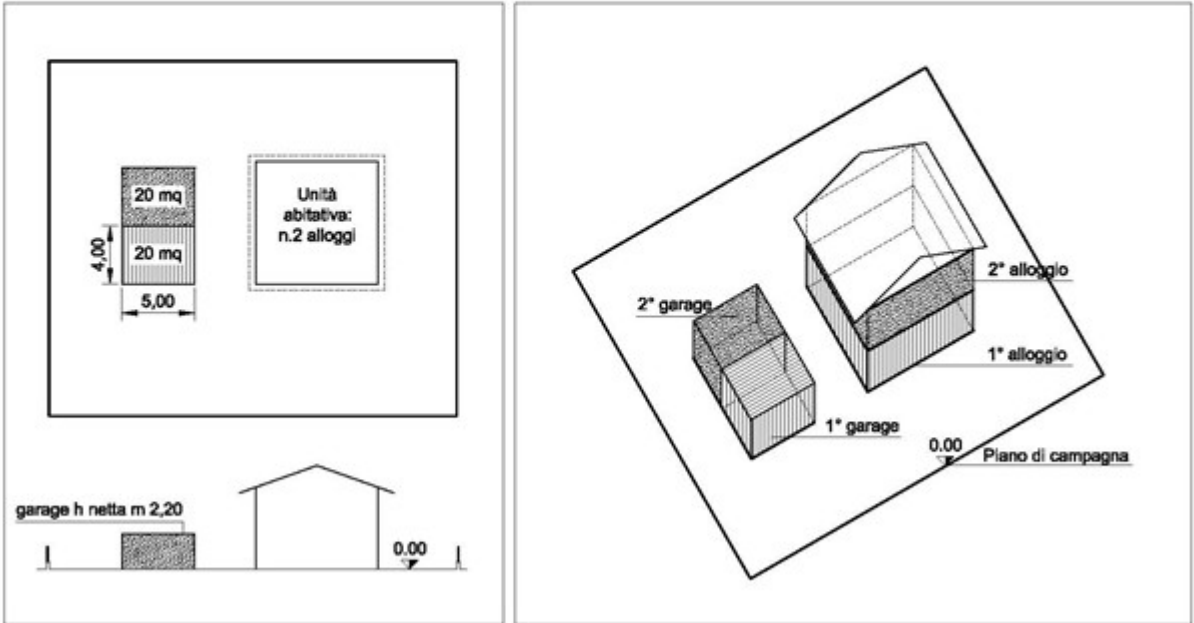 20 mq
20 mq
4,00
5,00
Unità
abitativa:
n.2 alloggi
garage h netta m 2,20
0.00
2° garage
2° alloggio
1° alloggio
1° garage
0.00
Piano di campagna